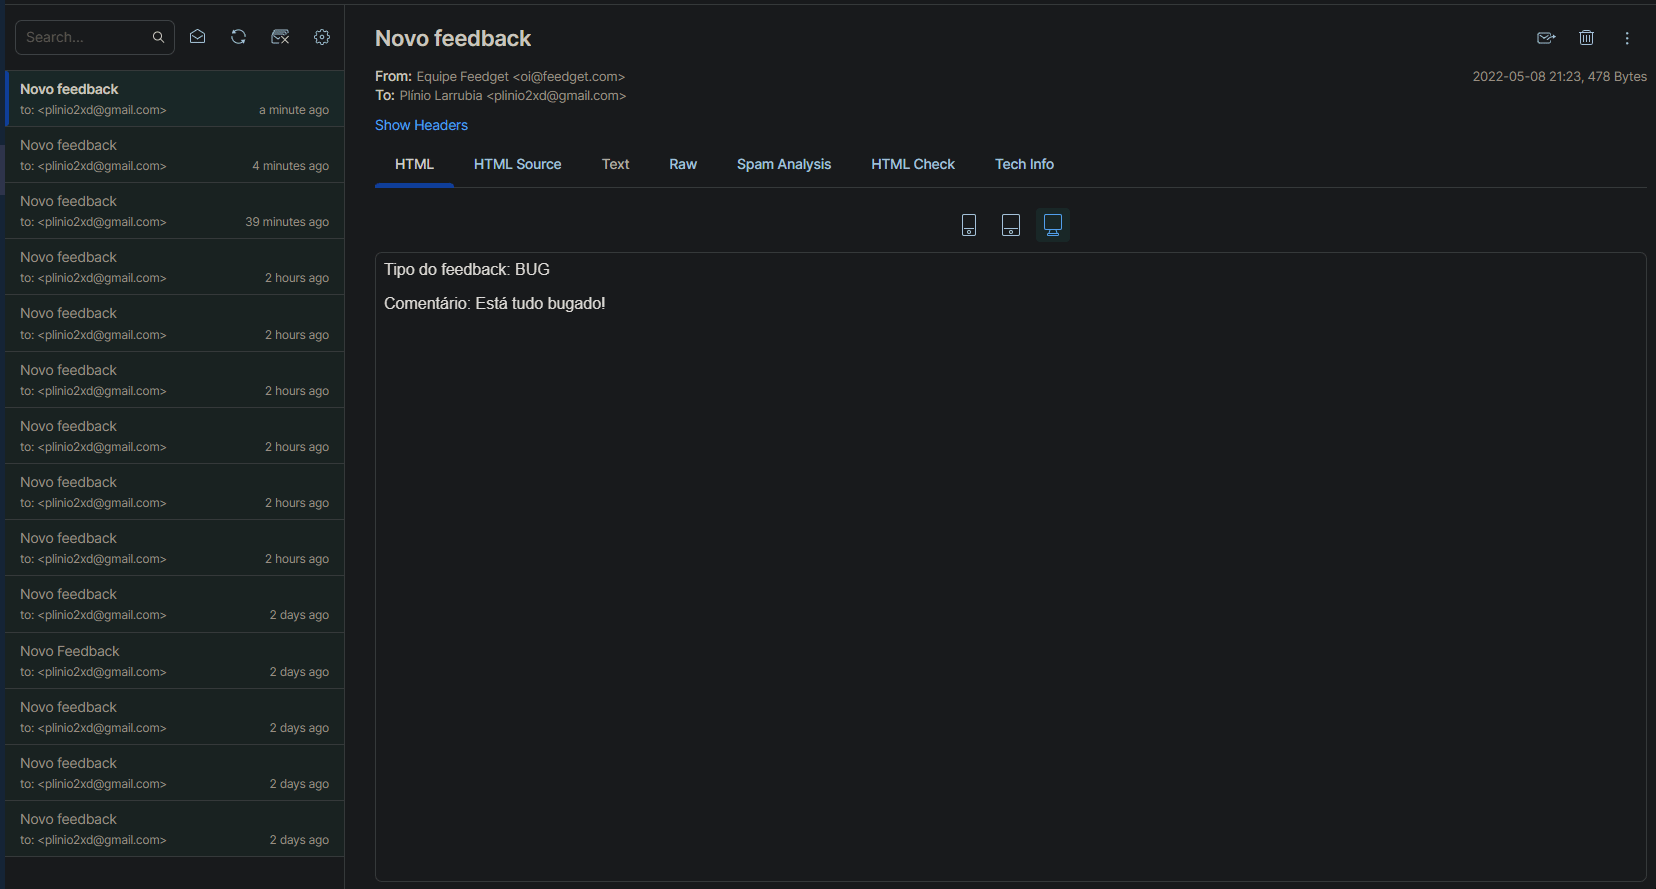 Search...
Novo feedback
to: <plinio2xd@gmail.com> a minute ago
Novo feedback
to: <plinio2xd@gmail.com> 4 minutes ago
Novo feedback
to: <plinio2xd@gmail.com> 39 minutes ago
Novo feedback
to: <plinio2xd@gmail.com> 2 hours ago
Novo feedback
to: <plinio2xd@gmail.com> 2 hours ago
Novo feedback
to: <plinio2xd@gmail.com> 2 hours ago
Novo feedback
to: <plinio2xd@gmail.com> 2 hours ago
Novo feedback
to: <plinio2xd@gmail.com> 2 hours ago
Novo feedback
to: <plinio2xd@gmail.com> 2 hours ago
Novo feedback
to: <plinio2xd@gmail.com> 2 days ago
Novo Feedback
to: <plinio2xd@gmail.com> 2 days ago
Novo feedback
to: <plinio2xd@gmail.com> 2 days ago
Novo feedback
to: <plinio2xd@gmail.com> 2 days ago
Novo feedback
to: <plinio2xd@gmail.com> 2 days ago
Novo feedback
From: Equipe Feedget <oi@feedget.com> 2022-05-08 21:23, 478 Bytes
To: Plínio Larrubia <plinio2xd@gmail.com>
Show Headers
HTML HTML Source Text Raw Spam Analysis HTML Check Tech Info
Tipo do feedback: BUG
Comentário: Está tudo bugado!